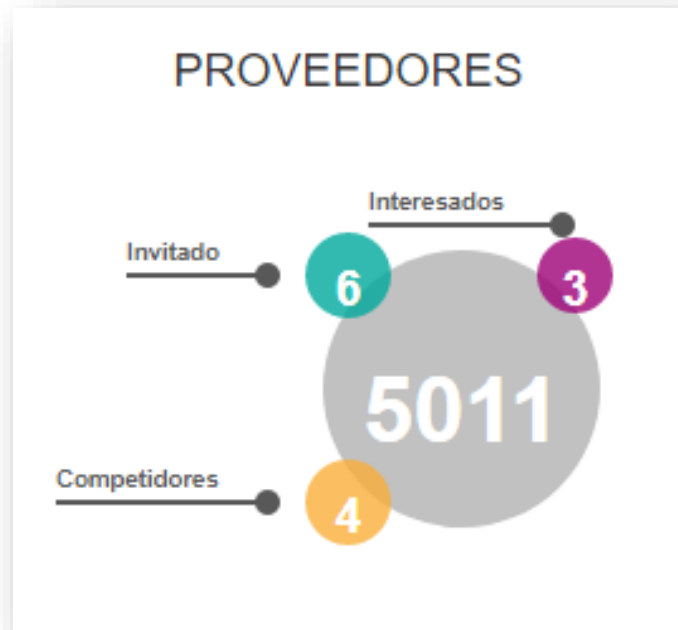 PROVEEDORES
Interesados
Invitado
6
3
5011
Competidores
4